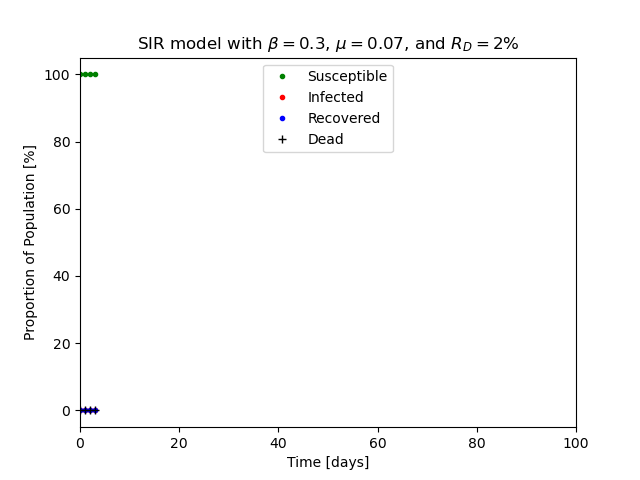 SIR model with β = 0.3, μ = 0.07, and R_D = 2%
100
80
60
40
20
0
Proportion of Population [%]
Susceptible
Infected
Recovered
Dead
0 20 40 60 80 100
Time [days]